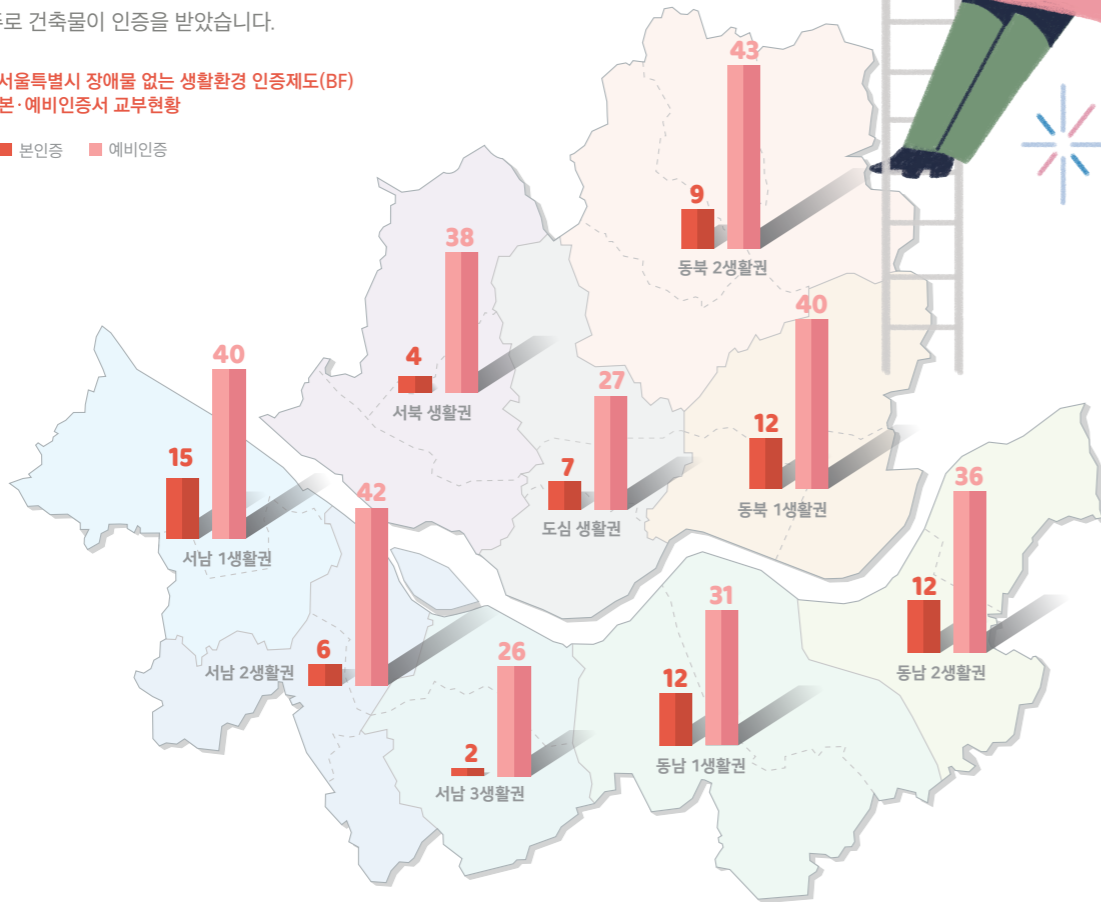 주로 건축물이 인증을 받았습니다.
서울특별시 장애물 없는 생활환경 인증제도(BF)
본·예비인증서 교부현황
본인증 예비인증
43
9
동북 2생활권
38
4
서북 생활권
40
12
동북 1생활권
40
15
서남 1생활권
27
7
도심 생활권
42
6
서남 2생활권
36
12
동남 2생활권
31
12
동남 1생활권
26
2
서남 3생활권